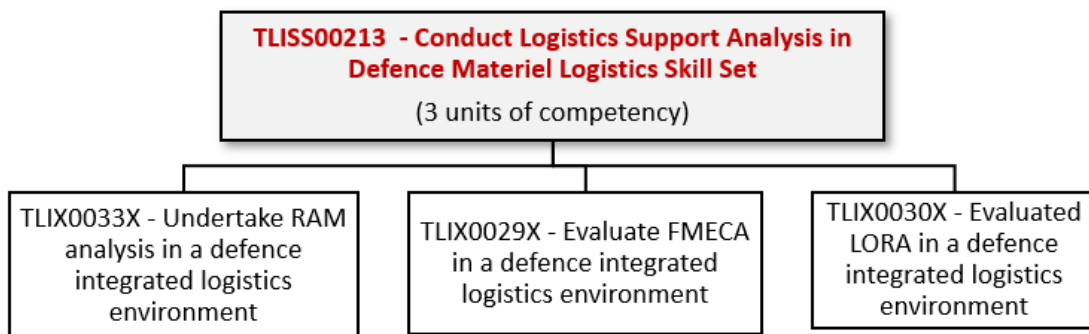 TLISS00213 - Conduct Logistics Support Analysis in
Defence Materiel Logistics Skill Set
(3 units of competency)
TLIX0033X - Undertake RAM
analysis in a defence
integrated logistics
environment
TLIX0029X - Evaluate FMECA
in a defence integrated
logistics environment
TLIX0030X - Evaluated
LORA in a defence
integrated logistics
environment